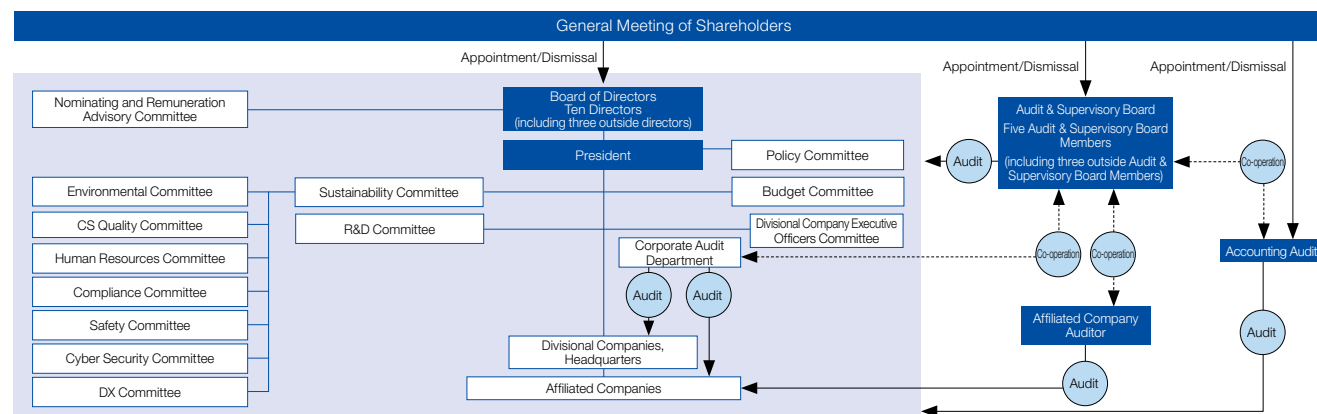 General Meeting of Shareholders
Appointment/Dismissal
Appointment/Dismissal
Appointment/Dismissal
Nominating and Remuneration
Advisory Committee
Board of Directors
Ten Directors
(including three outside directors)
President
Policy Committee
Audit & Supervisory Board
Five Audit & Supervisory Board
Members
(including three outside Audit &
Supervisory Board Members)
Audit
Co-operation
Environmental Committee
Sustainability Committee
Budget Committee
CS Quality Committee
R&D Committee
Divisional Company Executive
Officers Committee
Human Resources Committee
Corporate Audit
Department
Co-operation
Co-operation
Accounting Audit
Compliance Committee
Audit
Audit
Safety Committee
Affiliated Company
Auditor
Audit
Cyber Security Committee
Divisional Companies,
Headquarters
DX Committee
Affiliated Companies
Audit